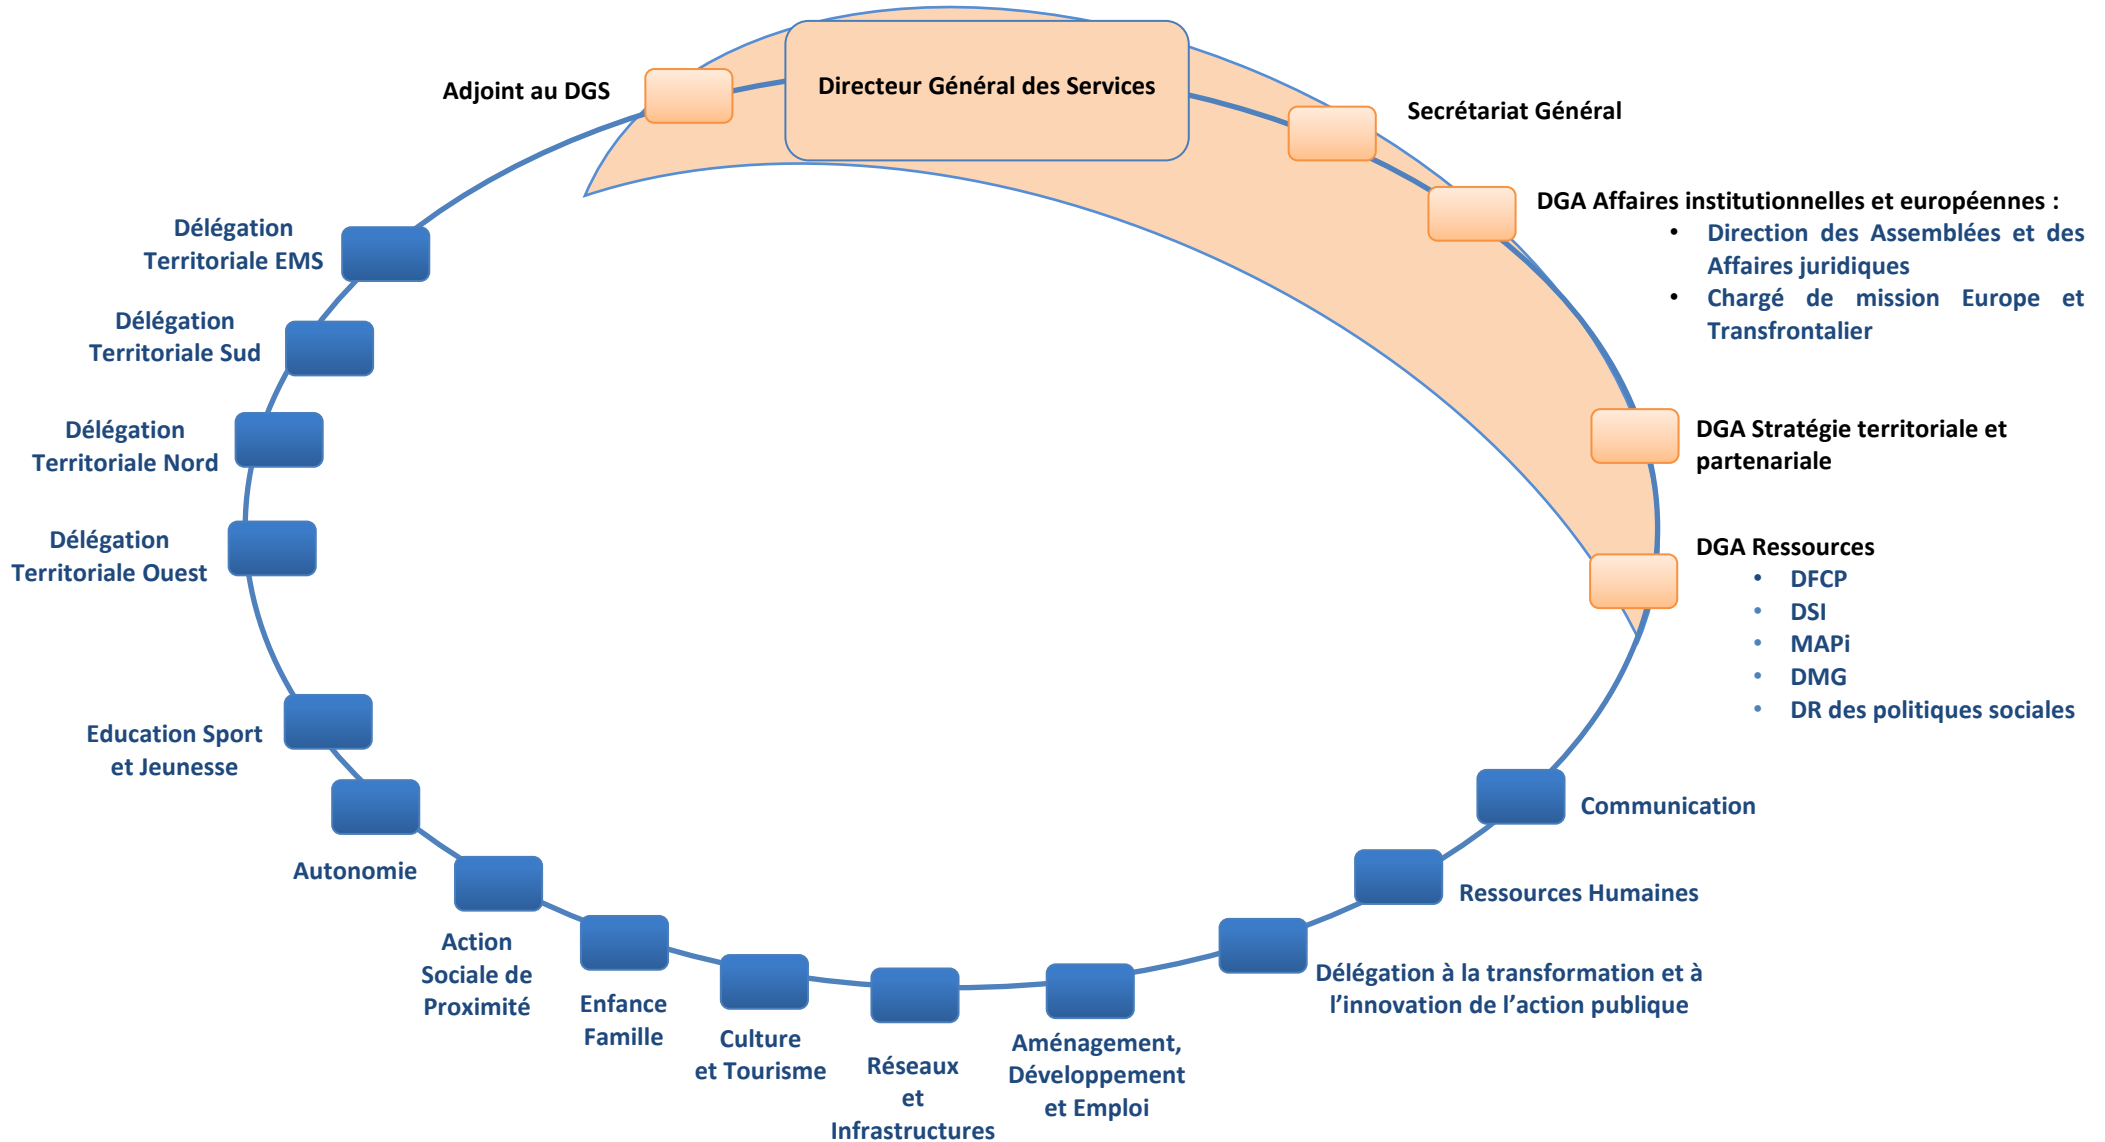 Directeur Général des Services
Adjoint au DGS
Secrétariat Général
DGA Affaires institutionnelles et européennes :
• Direction des Assemblées et des
Affaires juridiques
• Chargé de mission Europe et
Transfrontalier
DGA Stratégie territoriale et
partenariale
DGA Ressources
• DFCP
• DSI
• MAPi
• DMG
• DR des politiques sociales
Communication
Ressources Humaines
Délégation à la transformation et à
l’innovation de l’action publique
Aménagement,
Développement
et Emploi
Réseaux
et
Infrastructures
Culture
et Tourisme
Enfance
Famille
Action
Sociale de
Proximité
Autonomie
Education Sport
et Jeunesse
Délégation
Territoriale Ouest
Délégation
Territoriale Nord
Délégation
Territoriale Sud
Délégation
Territoriale EMS